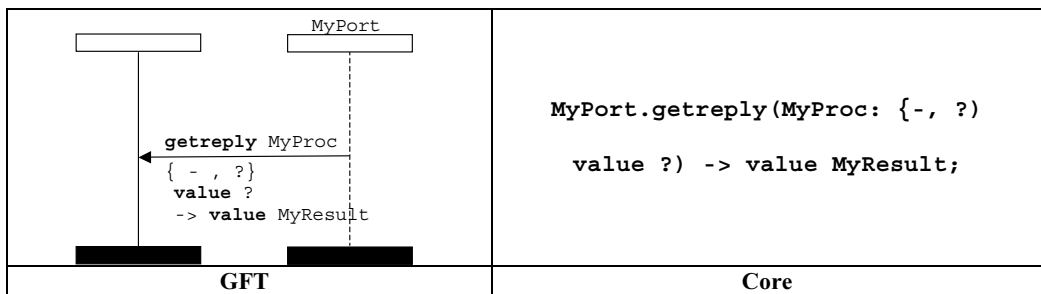 MyPort
getreply MyProc
{ - , ?}
value ?
-> value MyResult
MyPort.getreply(MyProc: {-, ?)
value ?) -> value MyResult;
GFT
Core